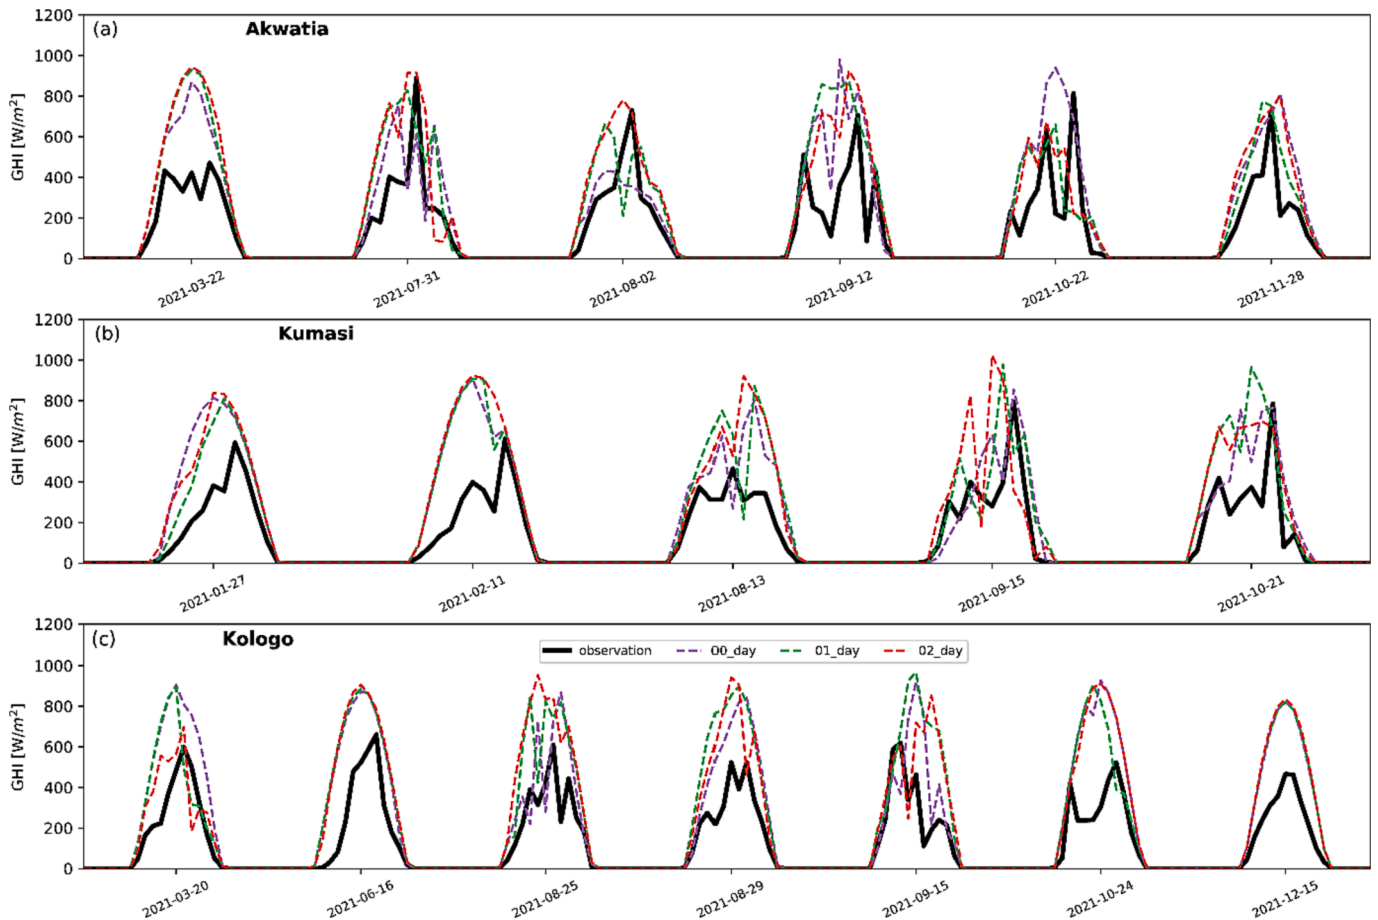 (a) Akwatia
1200
1000
800
600
400
200
0
GHI [W/m²]
2021-03-22 2021-07-31 2021-08-02 2021-09-12 2021-10-22 2021-11-28
(b) Kumasi
1200
1000
800
600
400
200
0
GHI [W/m²]
2021-01-27 2021-02-11 2021-08-13 2021-09-15 2021-10-21
(c) Kologo
observation 00_day 01_day 02_day
1200
1000
800
600
400
200
0
GHI [W/m²]
2021-03-20 2021-06-16 2021-08-25 2021-08-29 2021-09-15 2021-10-24 2021-12-15